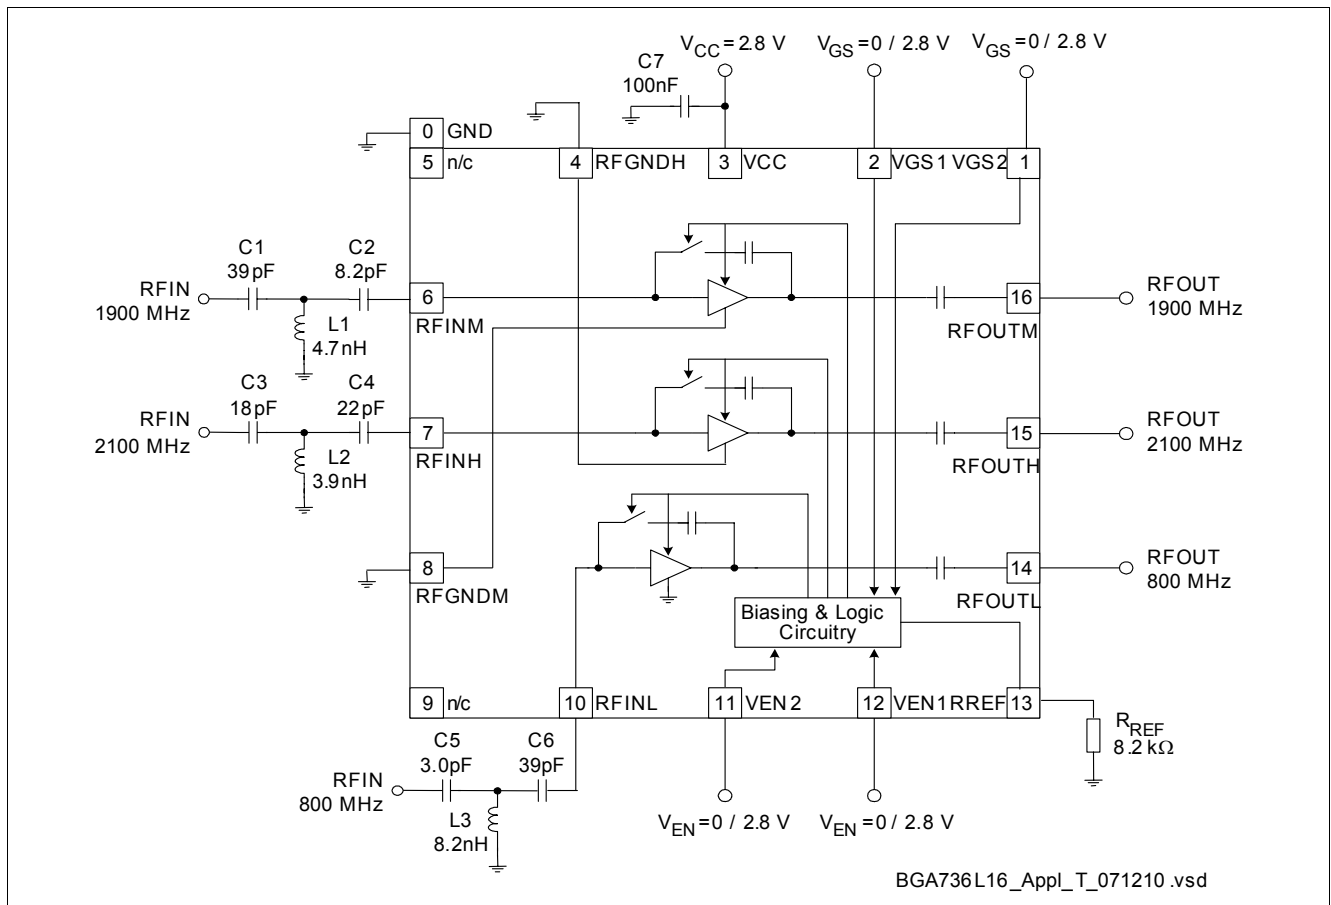 VCC=2.8 V
VGS=0 / 2.8 V
VGS=0 / 2.8 V
C7
100nF
0 GND
5 n/c
4 RFGNDH
3 VCC
2 VGS1
VGS2 1
C1
39pF
C2
8.2pF
RFIN
1900 MHz
L1
4.7nH
6
RFINM
16
RFOUTM
RFOUT
1900 MHz
C3
18pF
C4
22pF
RFIN
2100 MHz
L2
3.9nH
7
RFINH
15
RFOUTH
RFOUT
2100 MHz
8
RFGNDM
14
RFOUTL
RFOUT
800 MHz
Biasing & Logic
Circuitry
9 n/c
10 RFINL
11 VEN2
12 VEN1
RREF 13
RREF
8.2kΩ
C5
3.0pF
C6
39pF
RFIN
800 MHz
L3
8.2nH
VEN=0 / 2.8 V
VEN=0 / 2.8 V
BGA736L16_Appl_T_071210.vsd